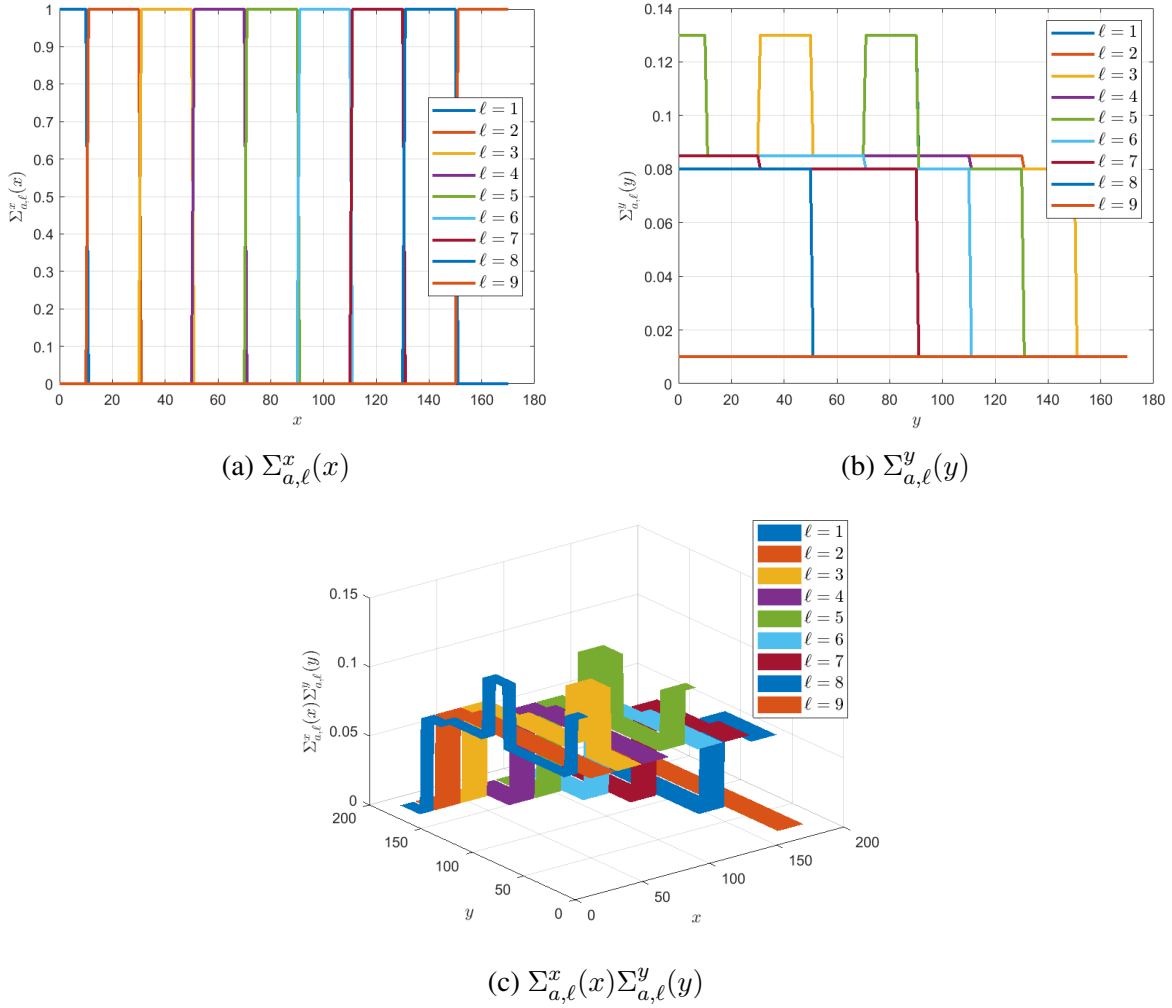 1
0.9
0.8
0.7
0.6
0.5
0.4
0.3
0.2
0.1
0
Σ^x_{a,ℓ}(x)
0 20 40 60 80 100 120 140 160 180
x
ℓ = 1
ℓ = 2
ℓ = 3
ℓ = 4
ℓ = 5
ℓ = 6
ℓ = 7
ℓ = 8
ℓ = 9
(a) Σ^x_{a,ℓ}(x)
0.14
0.12
0.1
0.08
0.06
0.04
0.02
0
Σ^y_{a,ℓ}(y)
0 20 40 60 80 100 120 140 160 180
y
ℓ = 1
ℓ = 2
ℓ = 3
ℓ = 4
ℓ = 5
ℓ = 6
ℓ = 7
ℓ = 8
ℓ = 9
(b) Σ^y_{a,ℓ}(y)
0.15
0.1
0.05
0
Σ^x_{a,ℓ}(x)Σ^y_{a,ℓ}(y)
200
150
100
50
0
y
0
50
100
150
200
x
ℓ = 1
ℓ = 2
ℓ = 3
ℓ = 4
ℓ = 5
ℓ = 6
ℓ = 7
ℓ = 8
ℓ = 9
(c) Σ^x_{a,ℓ}(x)Σ^y_{a,ℓ}(y)